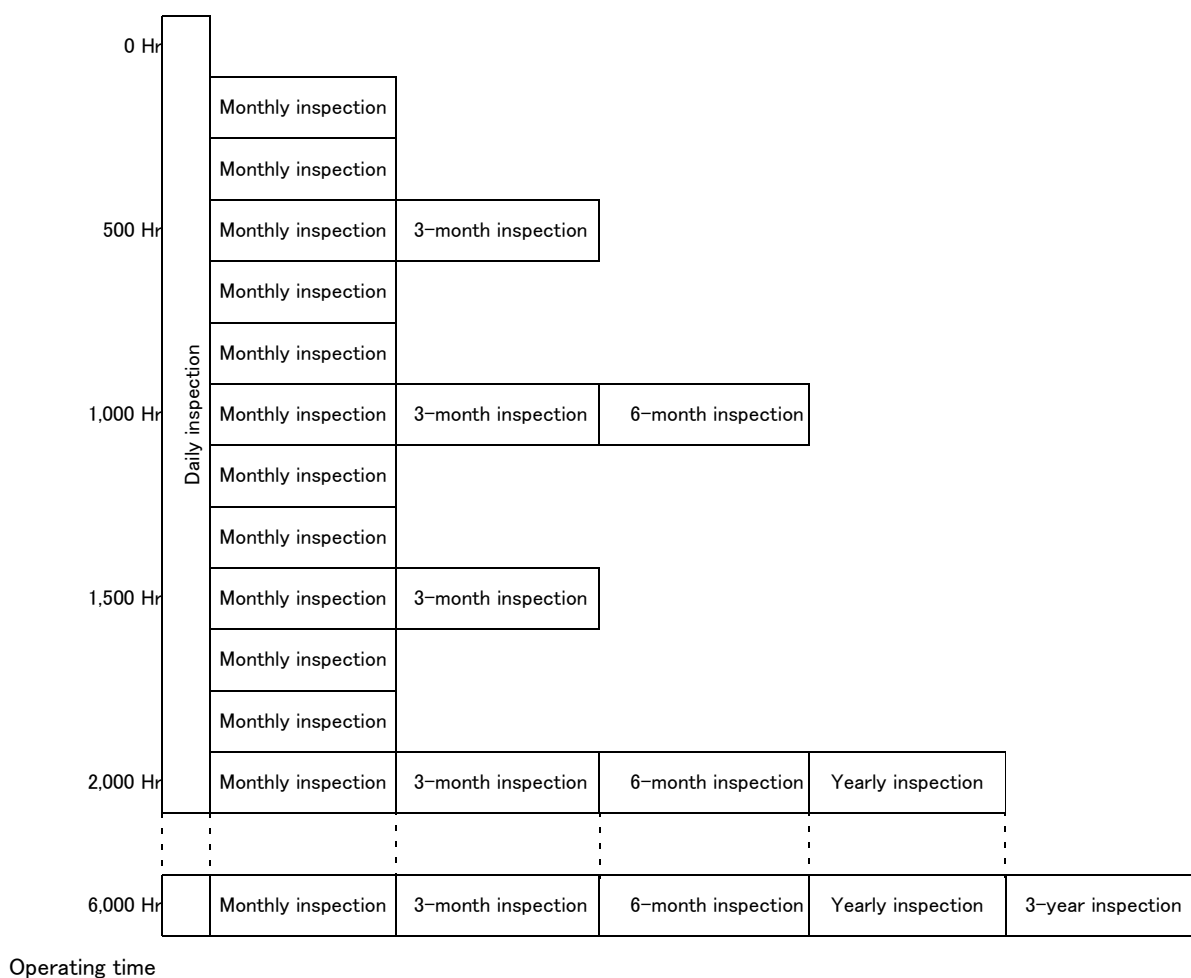 0 Hr
Monthly inspection
Monthly inspection
500 Hr Monthly inspection 3-month inspection
Monthly inspection
Monthly inspection
Daily inspection
1,000 Hr Monthly inspection 3-month inspection 6-month inspection
Monthly inspection
Monthly inspection
1,500 Hr Monthly inspection 3-month inspection
Monthly inspection
Monthly inspection
2,000 Hr Monthly inspection 3-month inspection 6-month inspection Yearly inspection
6,000 Hr Monthly inspection 3-month inspection 6-month inspection Yearly inspection 3-year inspection
Operating time